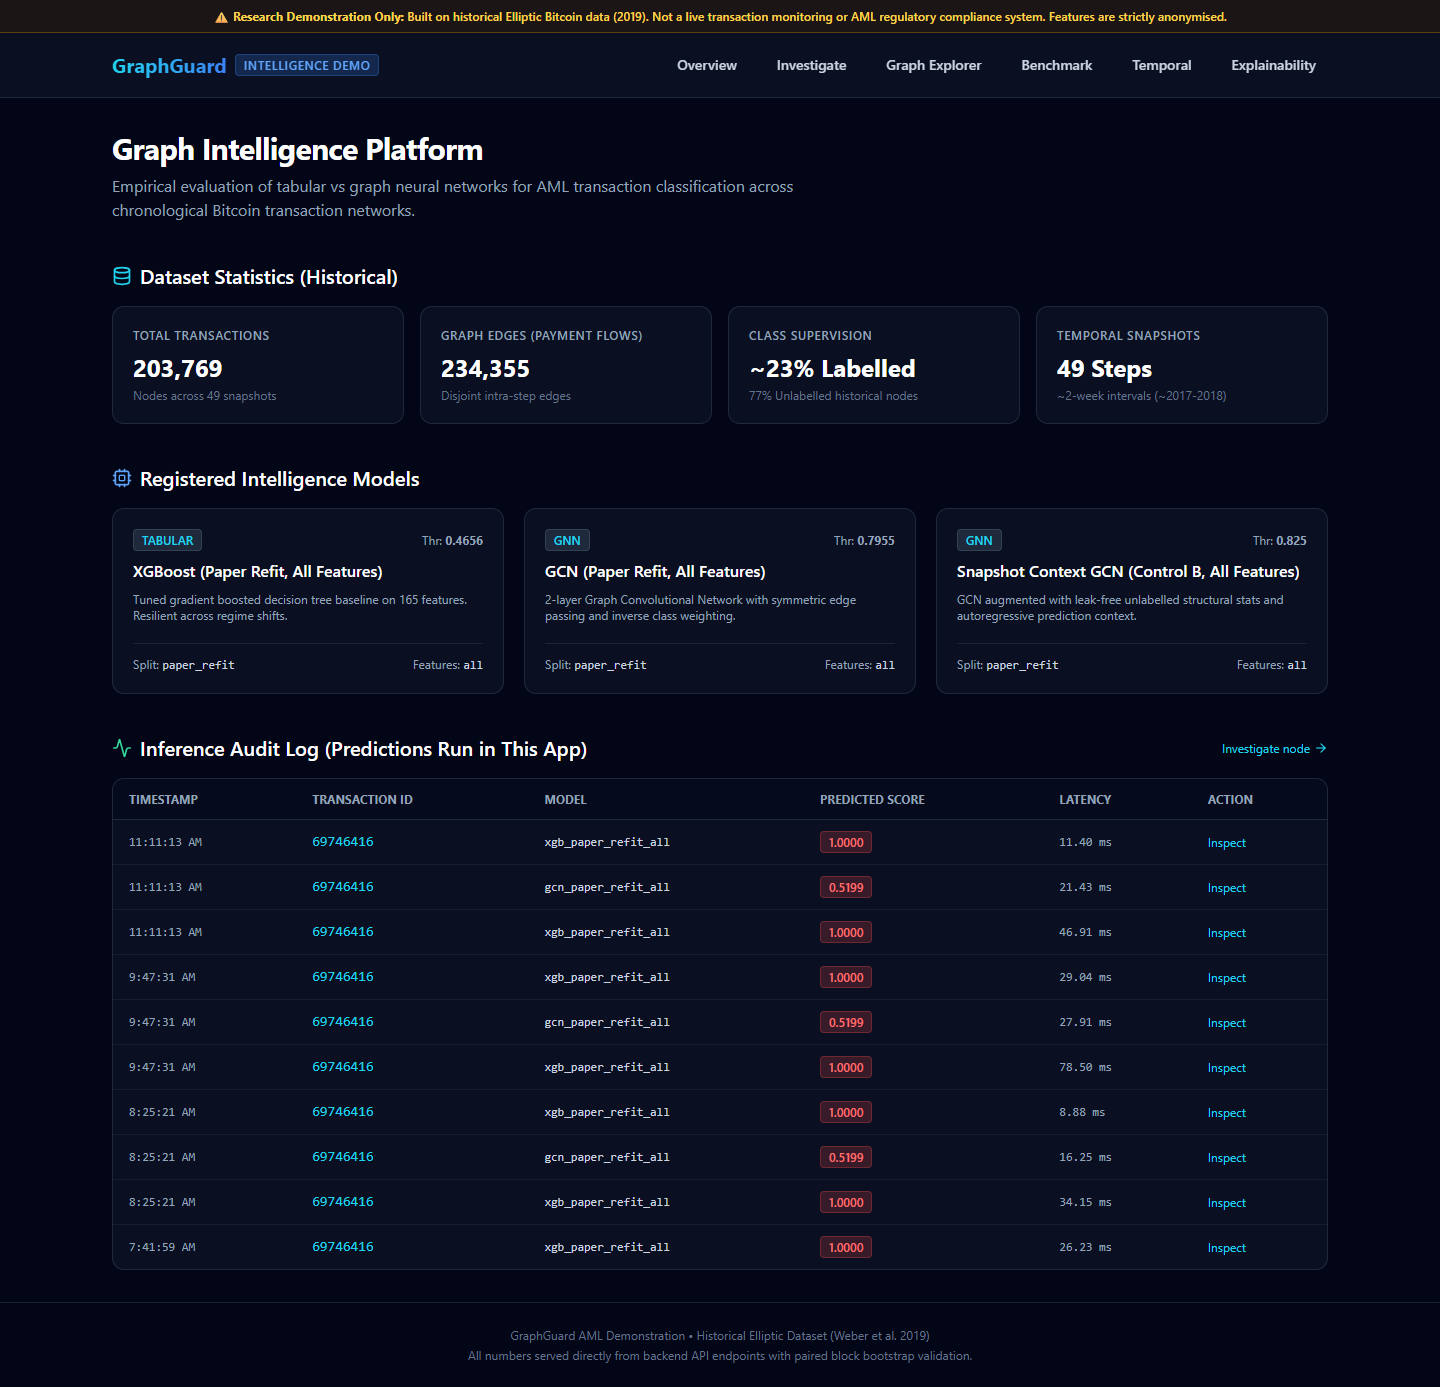 Research Demonstration Only: Built on historical Elliptic Bitcoin data (2019). Not a live transaction monitoring or AML regulatory compliance system. Features are strictly anonymised.
GraphGuard INTELLIGENCE DEMO Overview Investigate Graph Explorer Benchmark Temporal Explainability
Graph Intelligence Platform
Empirical evaluation of tabular vs graph neural networks for AML transaction classification across
chronological Bitcoin transaction networks.
Dataset Statistics (Historical)
TOTAL TRANSACTIONS
203,769
Nodes across 49 snapshots
GRAPH EDGES (PAYMENT FLOWS)
234,355
Disjoint intra-step edges
CLASS SUPERVISION
~23% Labelled
77% Unlabelled historical nodes
TEMPORAL SNAPSHOTS
49 Steps
~2-week intervals (~2017-2018)
Registered Intelligence Models
TABULAR Thr: 0.4656
XGBoost (Paper Refit, All Features)
Tuned gradient boosted decision tree baseline on 165 features.
Resilient across regime shifts.
Split: paper_refit Features: all
GNN Thr: 0.7955
GCN (Paper Refit, All Features)
2-layer Graph Convolutional Network with symmetric edge
passing and inverse class weighting.
Split: paper_refit Features: all
GNN Thr: 0.825
Snapshot Context GCN (Control B, All Features)
GCN augmented with leak-free unlabelled structural stats and
autoregressive prediction context.
Split: paper_refit Features: all
Inference Audit Log (Predictions Run in This App) Investigate node →
TIMESTAMP TRANSACTION ID MODEL PREDICTED SCORE LATENCY ACTION
11:11:13 AM 69746416 xgb_paper_refit_all 1.0000 11.40 ms Inspect
11:11:13 AM 69746416 gcn_paper_refit_all 0.5199 21.43 ms Inspect
11:11:13 AM 69746416 xgb_paper_refit_all 1.0000 46.91 ms Inspect
9:47:31 AM 69746416 xgb_paper_refit_all 1.0000 29.04 ms Inspect
9:47:31 AM 69746416 gcn_paper_refit_all 0.5199 27.91 ms Inspect
9:47:31 AM 69746416 xgb_paper_refit_all 1.0000 78.50 ms Inspect
8:25:21 AM 69746416 xgb_paper_refit_all 1.0000 8.88 ms Inspect
8:25:21 AM 69746416 gcn_paper_refit_all 0.5199 16.25 ms Inspect
8:25:21 AM 69746416 xgb_paper_refit_all 1.0000 34.15 ms Inspect
7:41:59 AM 69746416 xgb_paper_refit_all 1.0000 26.23 ms Inspect
GraphGuard AML Demonstration • Historical Elliptic Dataset (Weber et al. 2019)
All numbers served directly from backend API endpoints with paired block bootstrap validation.